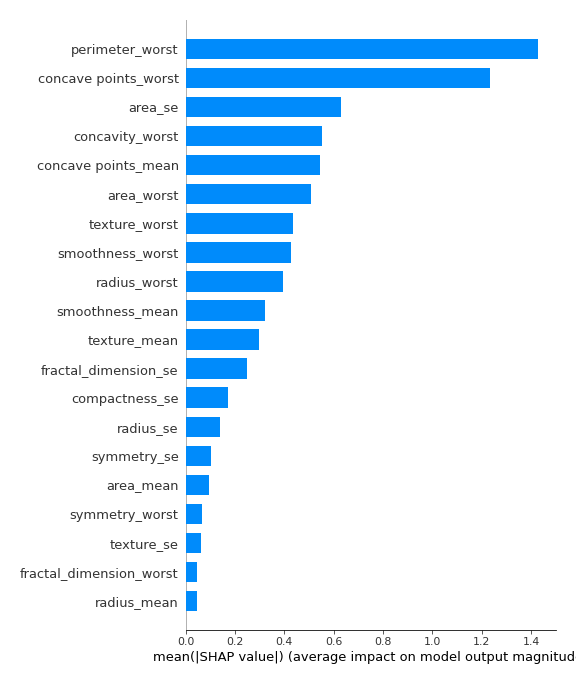 perimeter_worst
concave points_worst
area_se
concavity_worst
concave points_mean
area_worst
texture_worst
smoothness_worst
radius_worst
smoothness_mean
texture_mean
fractal_dimension_se
compactness_se
radius_se
symmetry_se
area_mean
symmetry_worst
texture_se
fractal_dimension_worst
radius_mean
0.0 0.2 0.4 0.6 0.8 1.0 1.2 1.4
mean(|SHAP value|) (average impact on model output magnitude